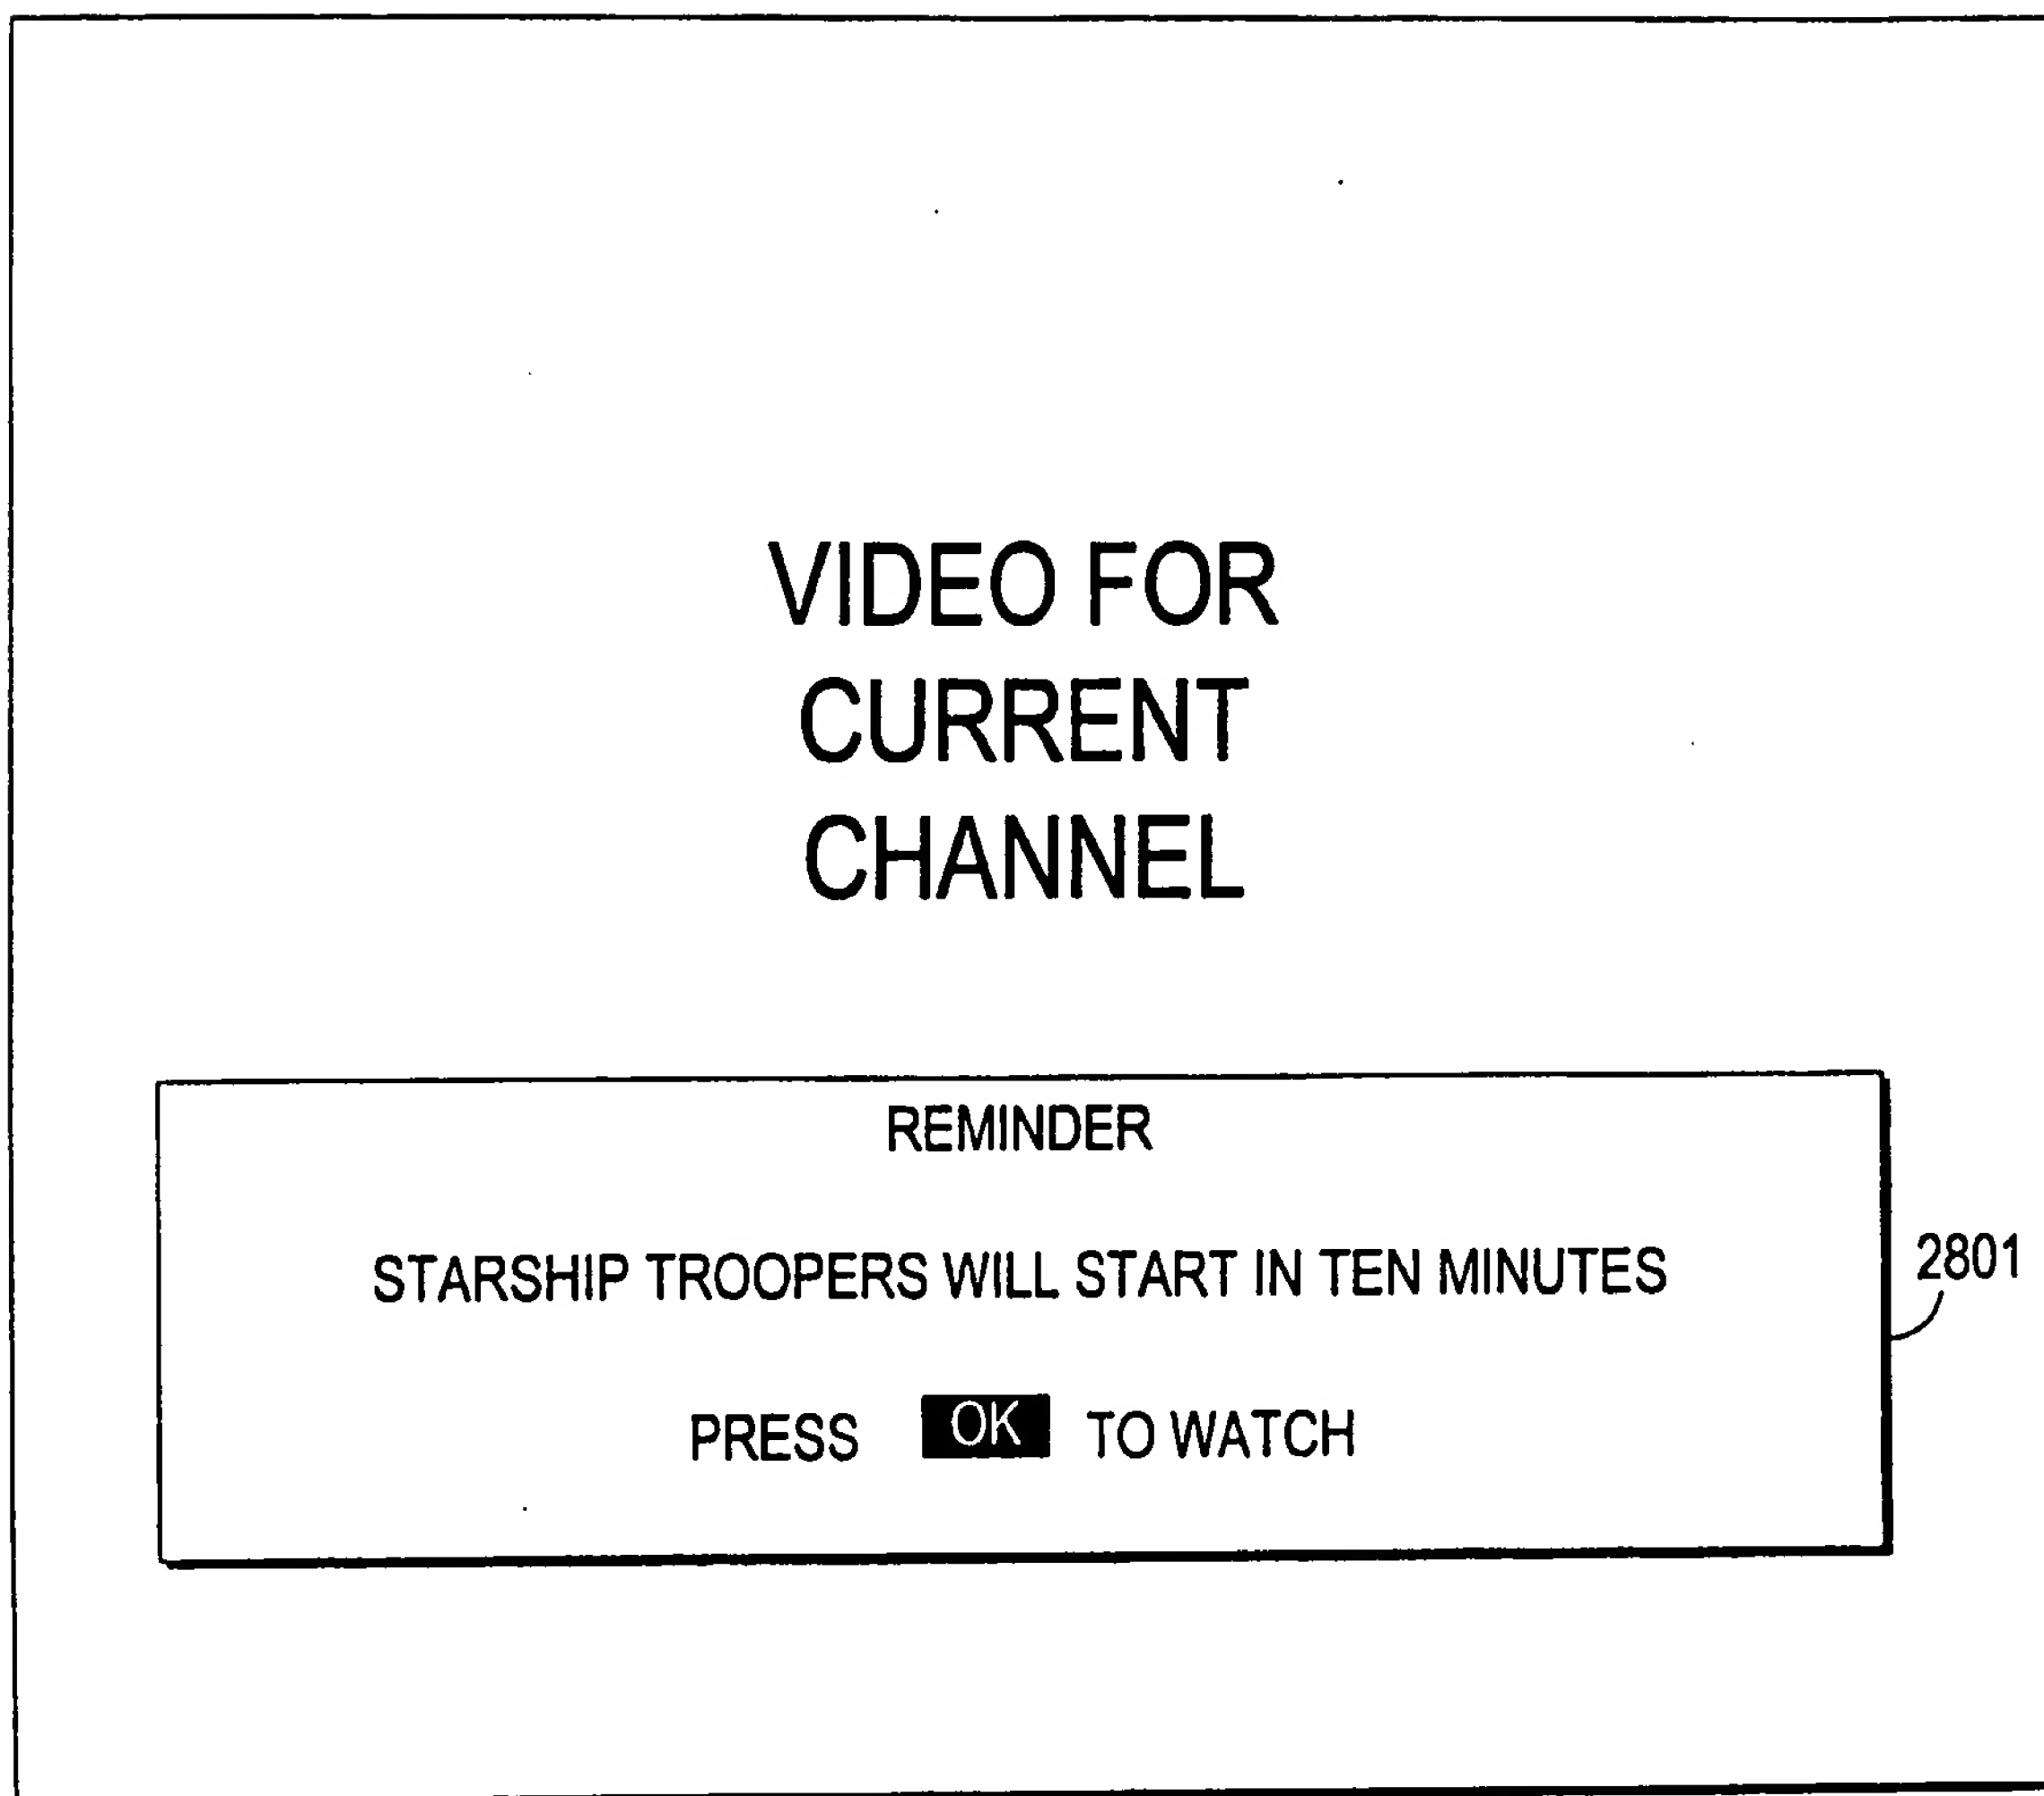 VIDEO FOR
CURRENT
CHANNEL
REMINDER
STARSHIP TROOPERS WILL START IN TEN MINUTES
2801
PRESS OK TO WATCH